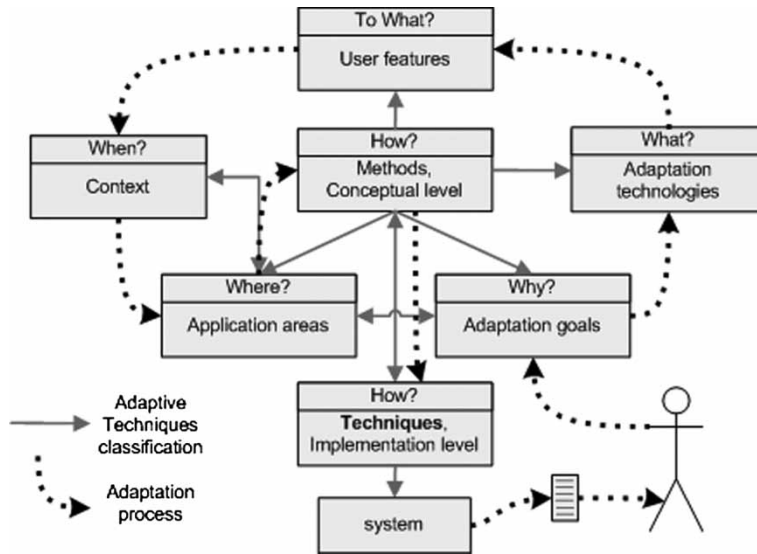 To What?
User features
When?
Context
How?
Methods,
Conceptual level
What?
Adaptation
technologies
Where?
Application areas
Why?
Adaptation goals
How?
Techniques,
Implementation level
Adaptive
Techniques
classification
Adaptation
process
system